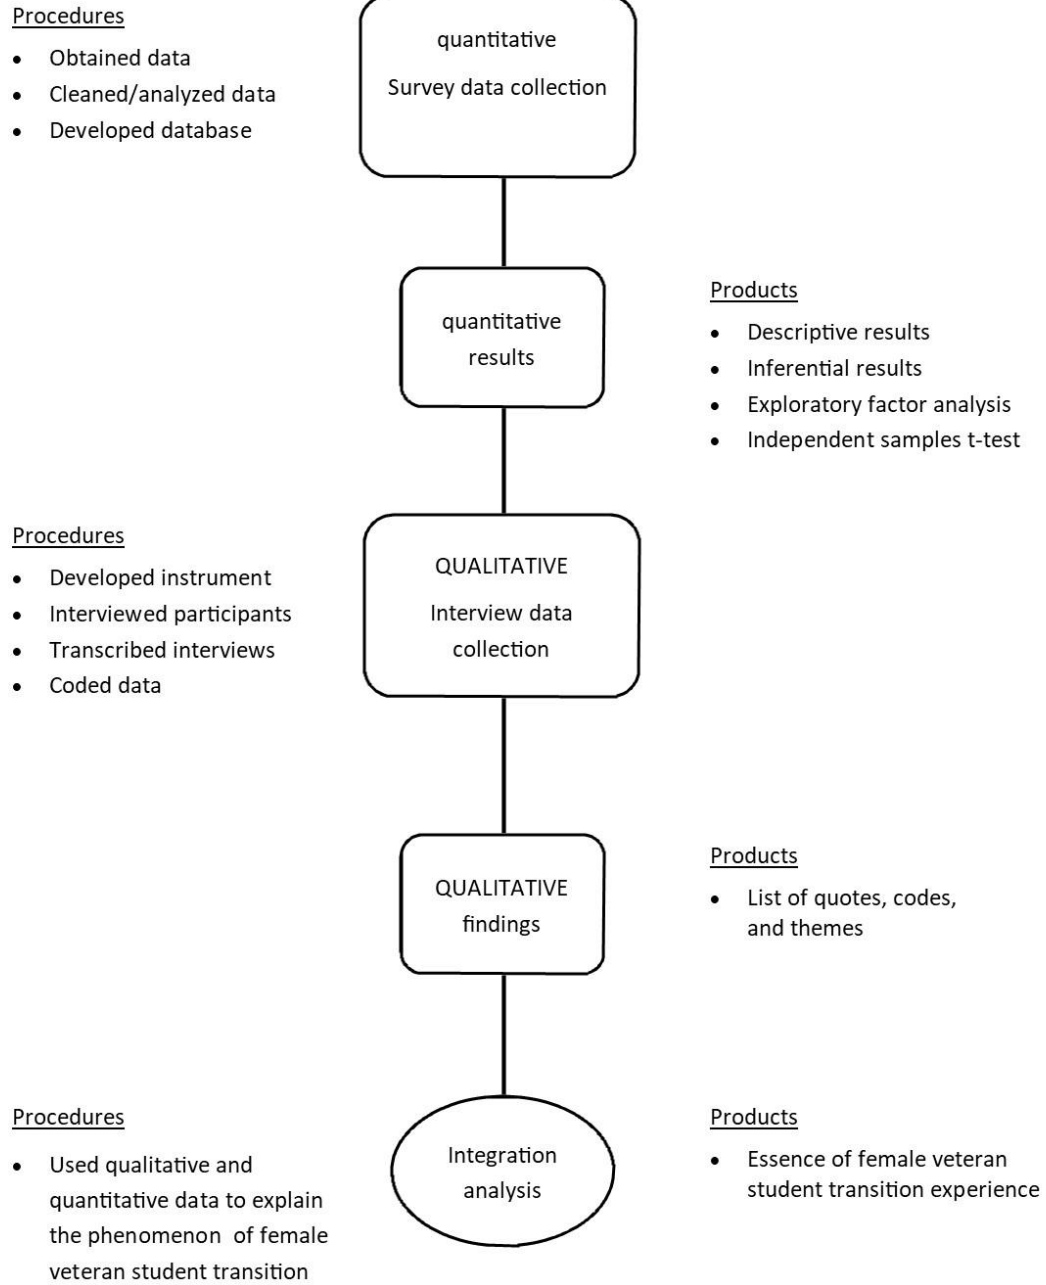 Procedures
• Obtained data
• Cleaned/analyzed data
• Developed database
quantitative
Survey data collection
quantitative
results
Products
• Descriptive results
• Inferential results
• Exploratory factor analysis
• Independent samples t-test
Procedures
• Developed instrument
• Interviewed participants
• Transcribed interviews
• Coded data
QUALITATIVE
Interview data
collection
QUALITATIVE
findings
Products
• List of quotes, codes,
and themes
Procedures
• Used qualitative and
quantitative data to explain
the phenomenon  of female
veteran student transition
Integration
analysis
Products
• Essence of female veteran
student transition experience